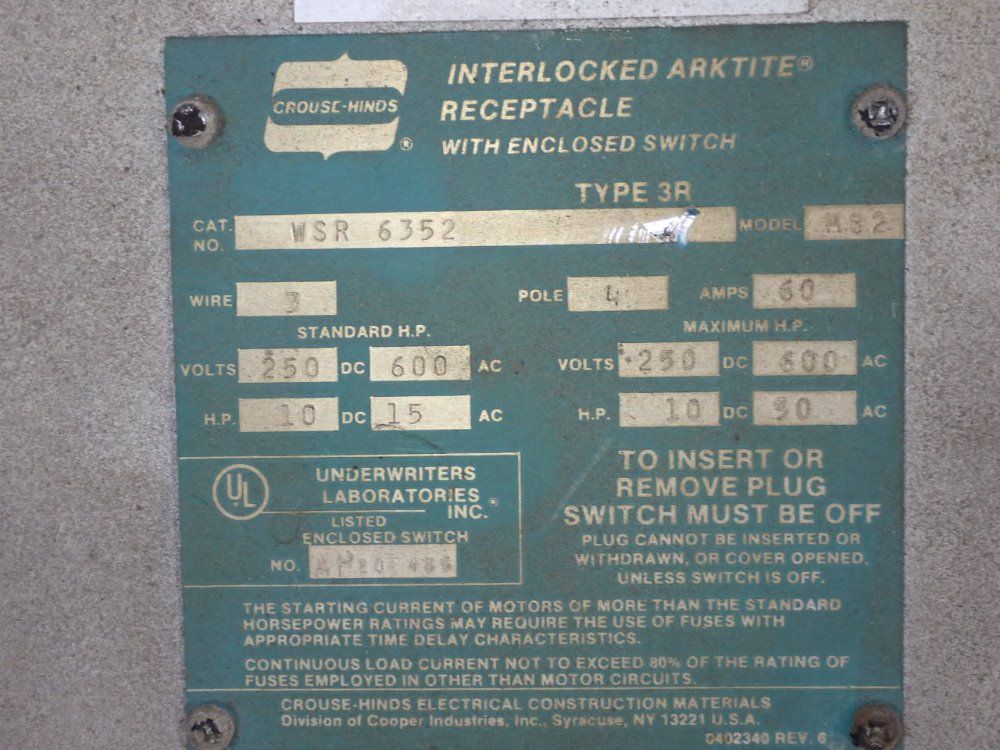 CROUSE-HINDS ®
INTERLOCKED ARKTITE®
RECEPTACLE
WITH ENCLOSED SWITCH
TYPE 3R
CAT. NO. WSR 6352 MODEL M32
WIRE 3 POLE 4 AMPS 60
STANDARD H.P. MAXIMUM H.P.
VOLTS 250 DC 600 AC VOLTS 250 DC 600 AC
H.P. 10 DC 15 AC H.P. 10 DC 50 AC
UL UNDERWRITERS
LABORATORIES
INC.®
LISTED
ENCLOSED SWITCH
NO.
TO INSERT OR
REMOVE PLUG
SWITCH MUST BE OFF
PLUG CANNOT BE INSERTED OR
WITHDRAWN, OR COVER OPENED,
UNLESS SWITCH IS OFF.
THE STARTING CURRENT OF MOTORS OF MORE THAN THE STANDARD
HORSEPOWER RATINGS MAY REQUIRE THE USE OF FUSES WITH
APPROPRIATE TIME DELAY CHARACTERISTICS.
CONTINUOUS LOAD CURRENT NOT TO EXCEED 80% OF THE RATING OF
FUSES EMPLOYED IN OTHER THAN MOTOR CIRCUITS.
CROUSE-HINDS ELECTRICAL CONSTRUCTION MATERIALS
Division of Cooper Industries, Inc., Syracuse, NY 13221 U.S.A.
0402340 REV. 6